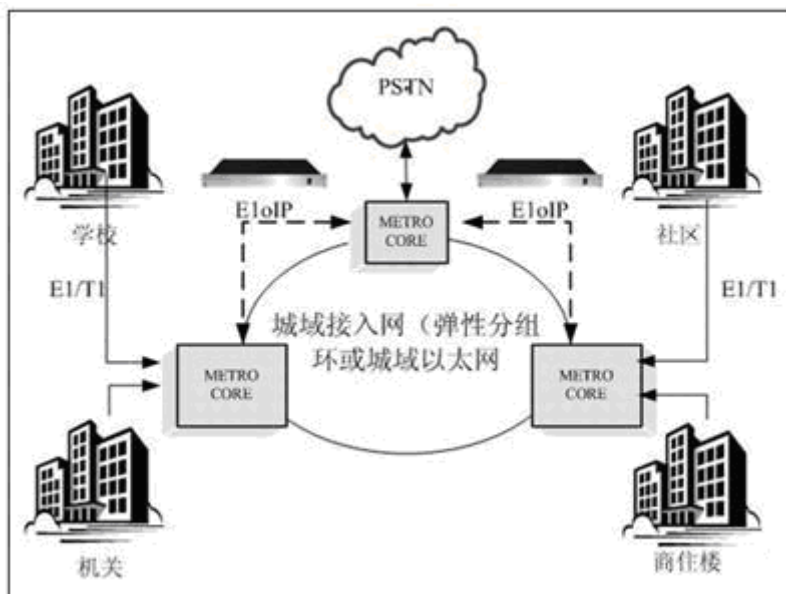 PSTN
E1oIP
E1oIP
METRO
CORE
学校
社区
E1/T1
E1/T1
城域接入网（弹性分组
环或城域以太网
METRO
CORE
METRO
CORE
机关
商住楼